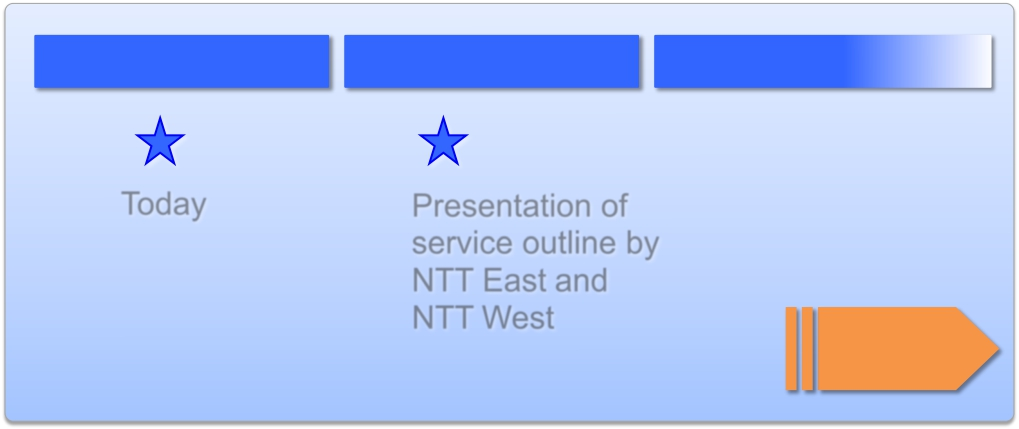 Today
Presentation of
service outline by
NTT East and
NTT West